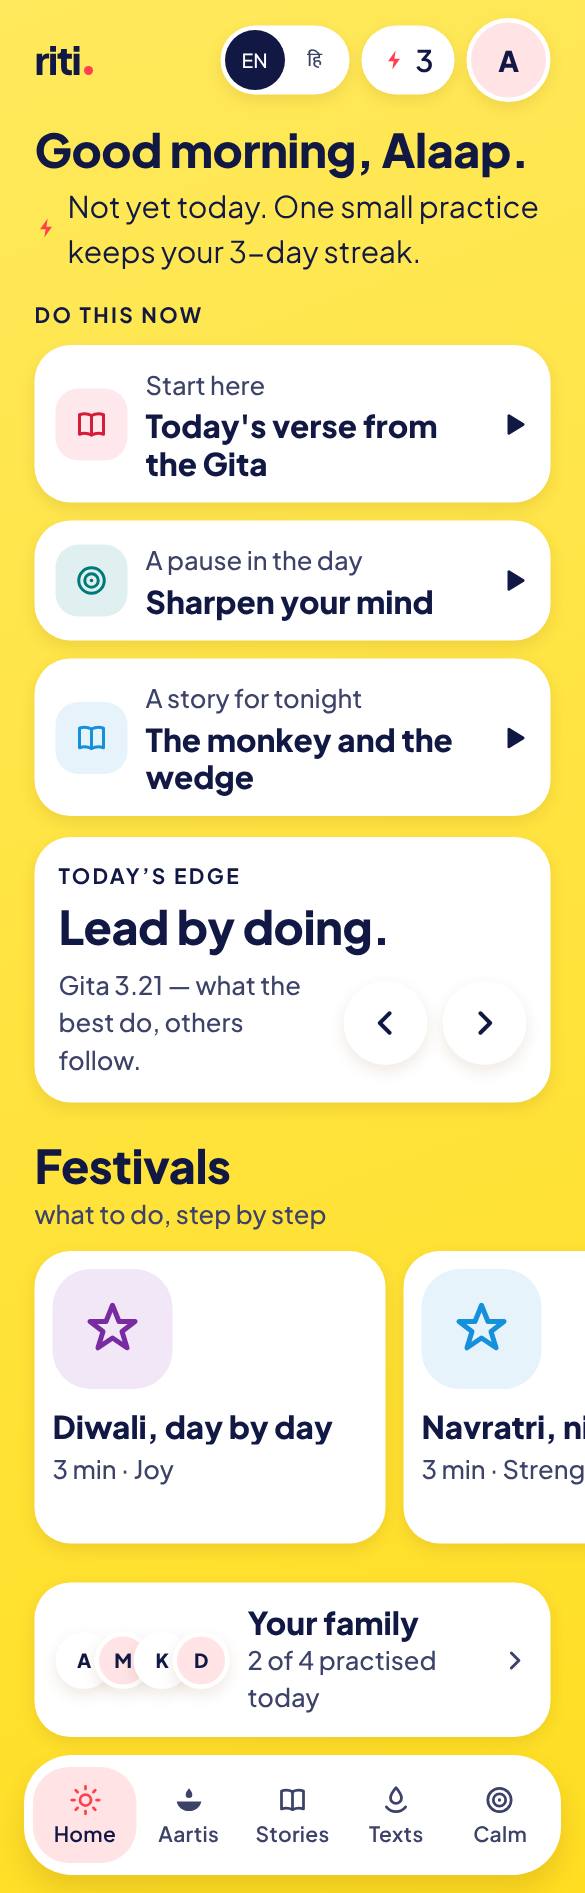 riti.
EN
हि
3
A
Good morning, Alaap.
Not yet today. One small practice
keeps your 3–day streak.
DO THIS NOW
Start here
Today's verse from
the Gita
A pause in the day
Sharpen your mind
A story for tonight
The monkey and the
wedge
TODAY’S EDGE
Lead by doing.
Gita 3.21 — what the
best do, others
follow.
Festivals
what to do, step by step
Diwali, day by day
3 min · Joy
Navratri, ni
3 min · Streng
A M K D
Your family
2 of 4 practised
today
Home
Aartis
Stories
Texts
Calm